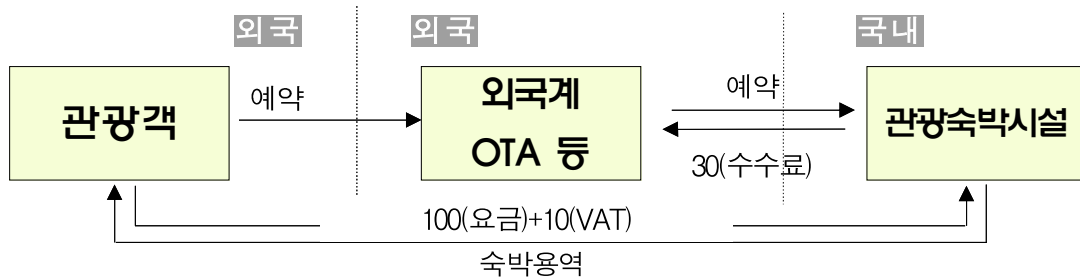 외국
외국
국내
관광객
예약
외국계
OTA 등
예약
30(수수료)
관광숙박시설
100(요금)+10(VAT)
숙박용역